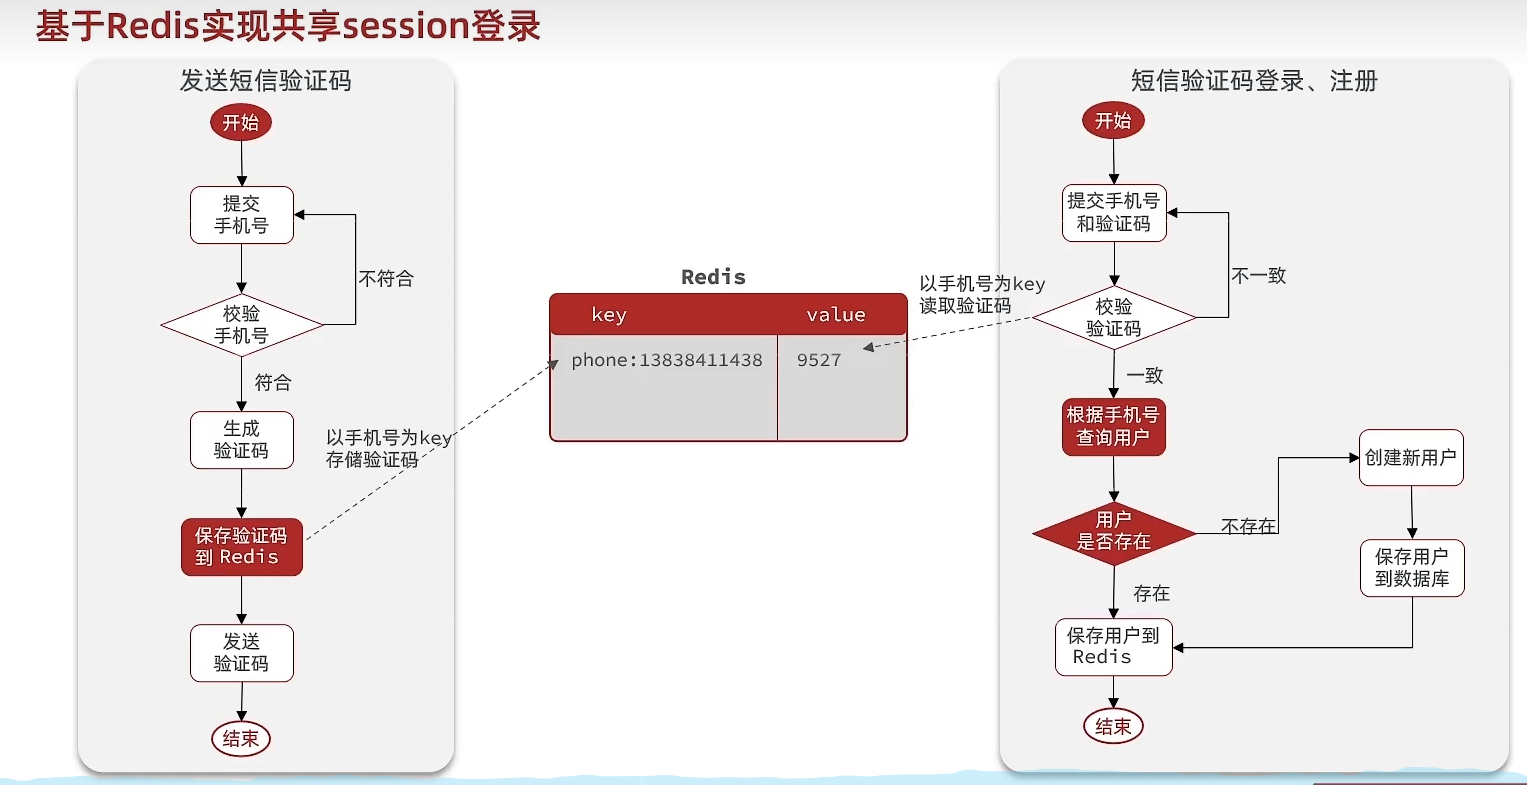 基于Redis实现共享session登录
发送短信验证码
开始
提交
手机号
不符合
校验
手机号
符合
生成
验证码
以手机号为key
存储验证码
保存验证码
到 Redis
发送
验证码
结束
Redis
key value
phone:13838411438 9527
短信验证码登录、注册
开始
提交手机号
和验证码
不一致
以手机号为key
读取验证码
校验
验证码
一致
根据手机号
查询用户
用户
是否存在
不存在
创建新用户
保存用户
到数据库
存在
保存用户到
Redis
结束